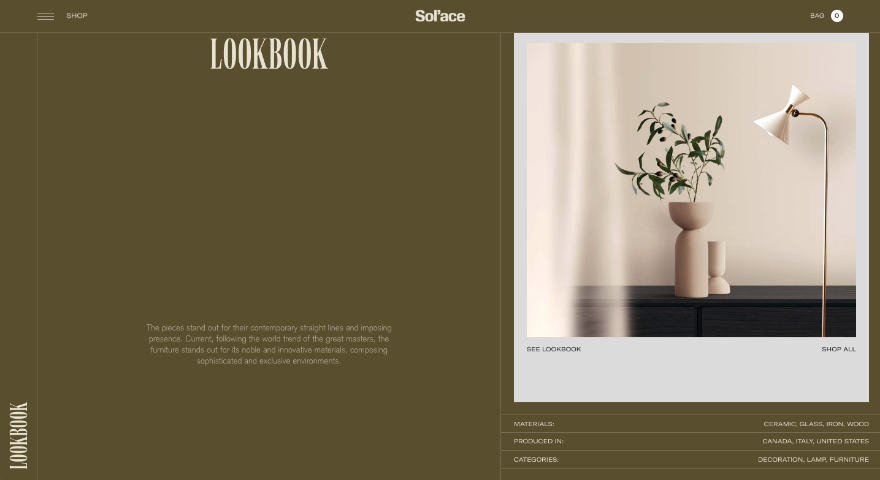 SHOP
Sol'ace
BAG 0
LOOKBOOK
The pieces stand out for their contemporary straight lines and imposing
presence. Current, following the world trend of the great masters, the
furniture stands out for its noble and innovative materials, composing
sophisticated and exclusive environments.
LOOKBOOK
SEE LOOKBOOK
SHOP ALL
MATERIALS:
CERAMIC, GLASS, IRON, WOOD
PRODUCED IN:
CANADA, ITALY, UNITED STATES
CATEGORIES:
DECORATION, LAMP, FURNITURE